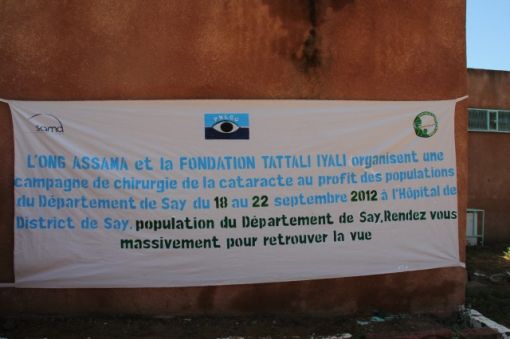 sama
PNLCC
L'ONG ASSAMA et la FONDATION TATTALI IYALI organisent une
campagne de chirurgie de la cataracte au profit des populations
du Département de Say du 18 au 22 septembre 2012 à l'Hôpital de
District de Say. population du Département de Say,Rendez vous
massivement pour retrouver la vue